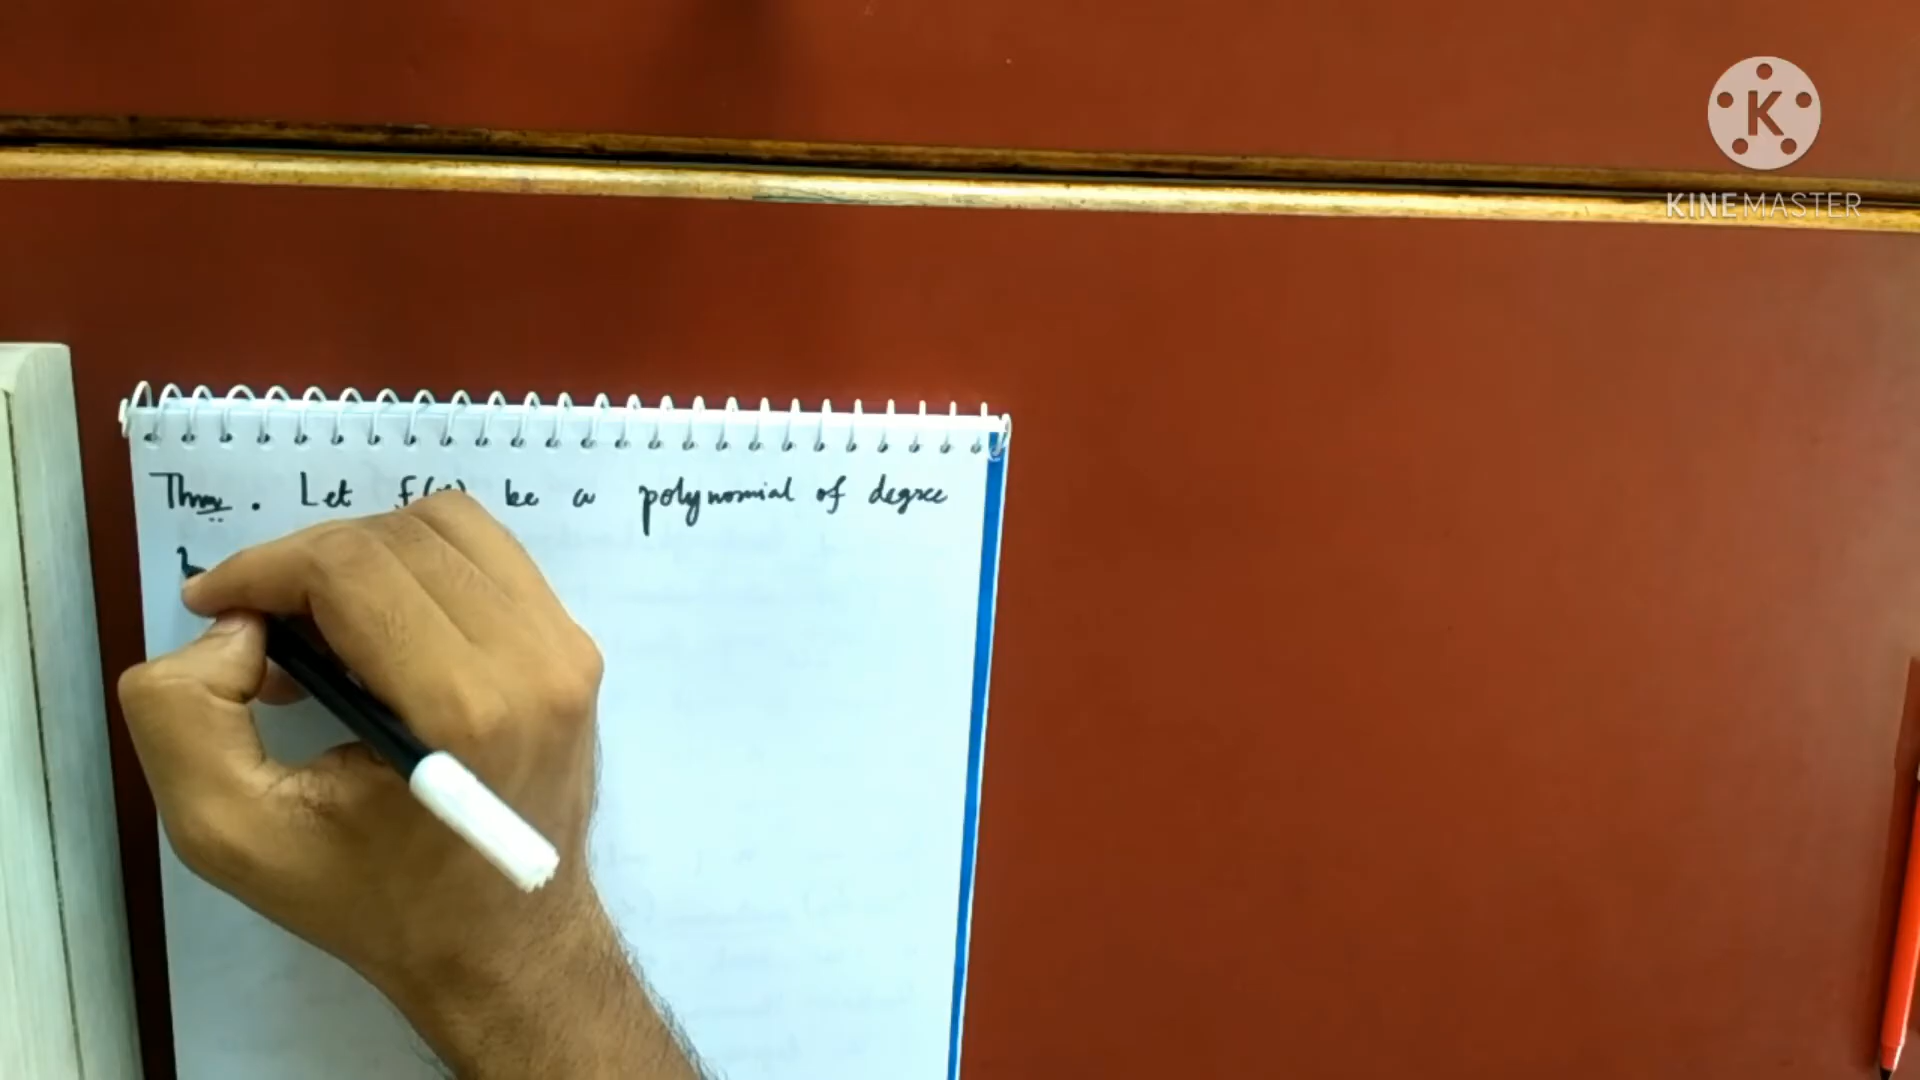 Thm. Let f(x) be a polynomial of degree
K
KINEMASTER